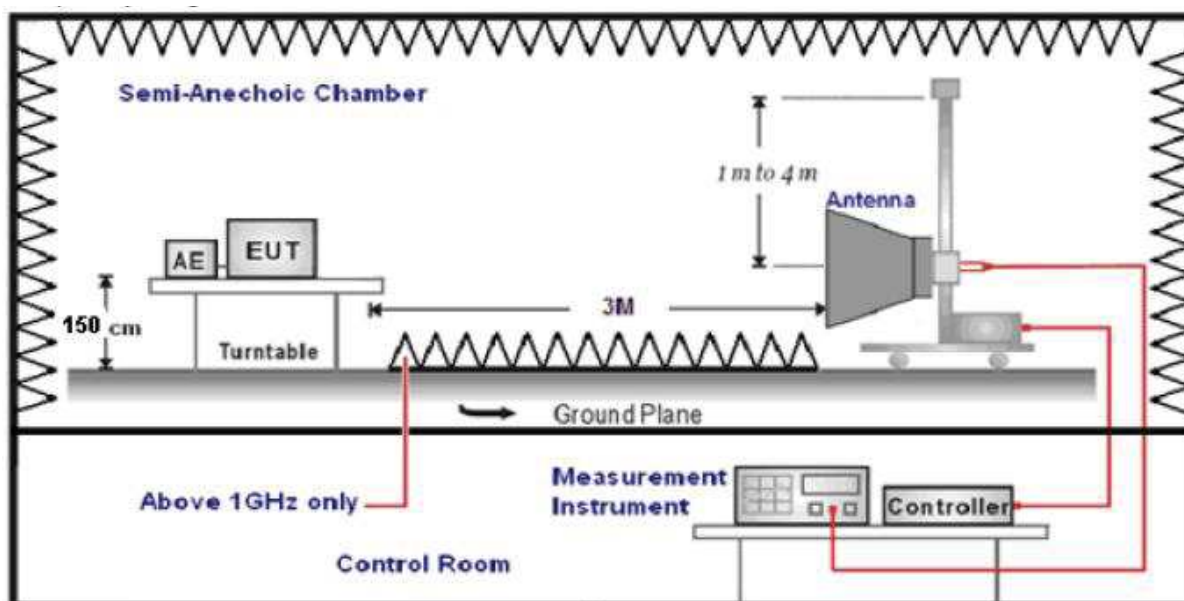 Semi-Anechoic Chamber
1 m to 4 m
Antenna
AE
EUT
150 cm
3M
Turntable
Ground Plane
Above 1GHz only
Measurement
Instrument
Controller
Control Room